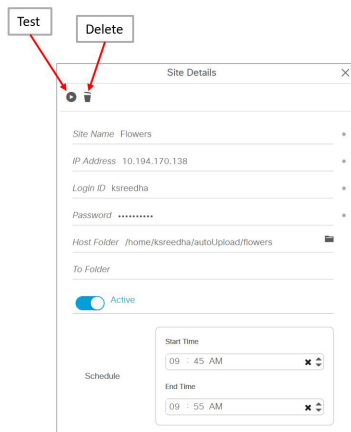 Test
Delete
Site Details
Site Name Flowers
IP Address 10.194.170.138
Login ID ksreedha
Password ••••••••••
Host Folder /home/ksreedha/autoUpload/flowers
To Folder
Active
Schedule
Start Time
09 : 45 AM
End Time
09 : 55 AM